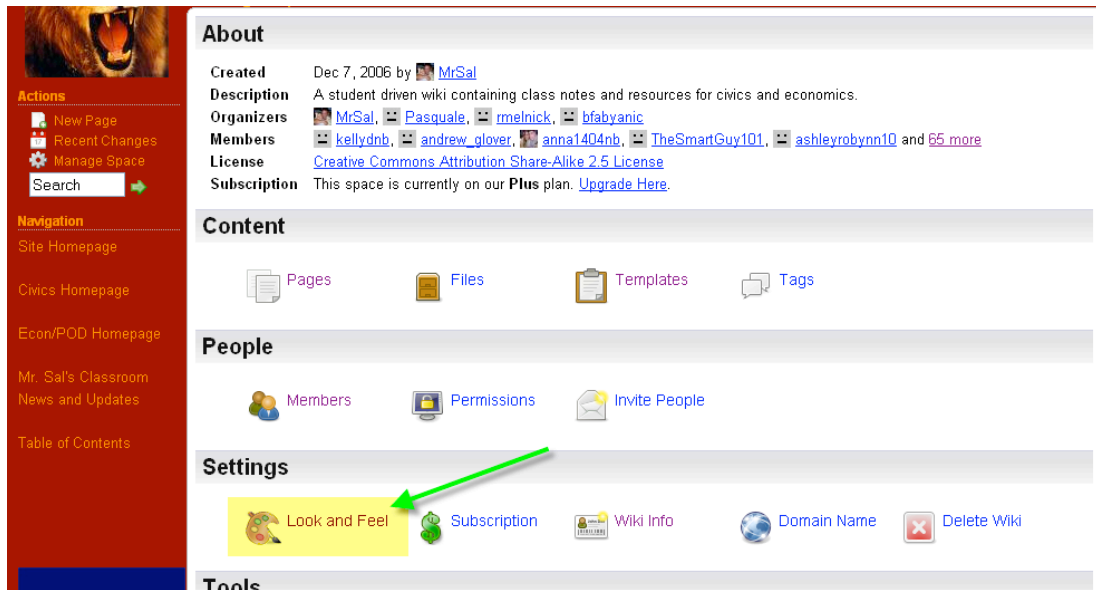 Actions
New Page
Recent Changes
Manage Space
Search
Navigation
Site Homepage
Civics Homepage
Econ/POD Homepage
Mr. Sal's Classroom
News and Updates
Table of Contents
About
Created Dec 7, 2006 by MrSal
Description A student driven wiki containing class notes and resources for civics and economics.
Organizers MrSal, Pasquale, rmelnick, bfabyanic
Members kellydnb, andrew_glover, anna1404nb, TheSmartGuy101, ashleyrobynn10 and 65 more
License Creative Commons Attribution Share-Alike 2.5 License
Subscription This space is currently on our Plus plan. Upgrade Here.
Content
Pages Files Templates Tags
People
Members Permissions Invite People
Settings
Look and Feel Subscription Wiki Info Domain Name Delete Wiki
Tools